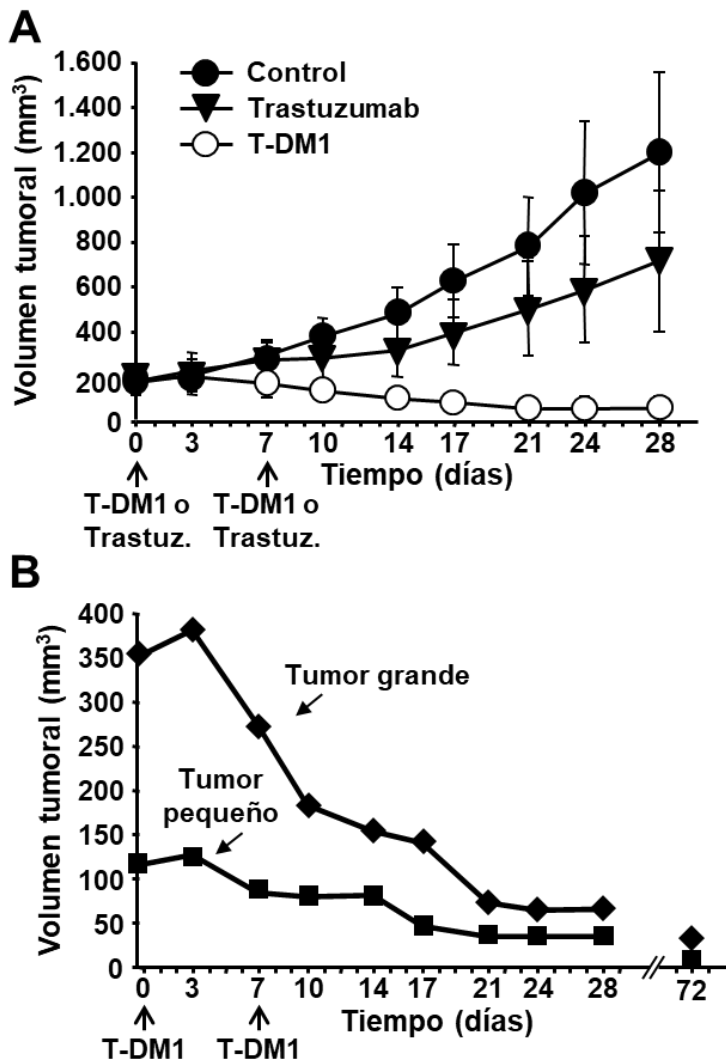 A
Volumen tumoral (mm³)
1.600
1.400
1.200
1.000
800
600
400
200
0
Control
Trastuzumab
T-DM1
0 3 7 10 14 17 21 24 28
Tiempo (días)
T-DM1 o T-DM1 o
Trastuz. Trastuz.
B
Volumen tumoral (mm³)
400
350
300
250
200
150
100
50
0
Tumor grande
Tumor
pequeño
0 3 7 10 14 17 21 24 28 72
Tiempo (días)
T-DM1 T-DM1